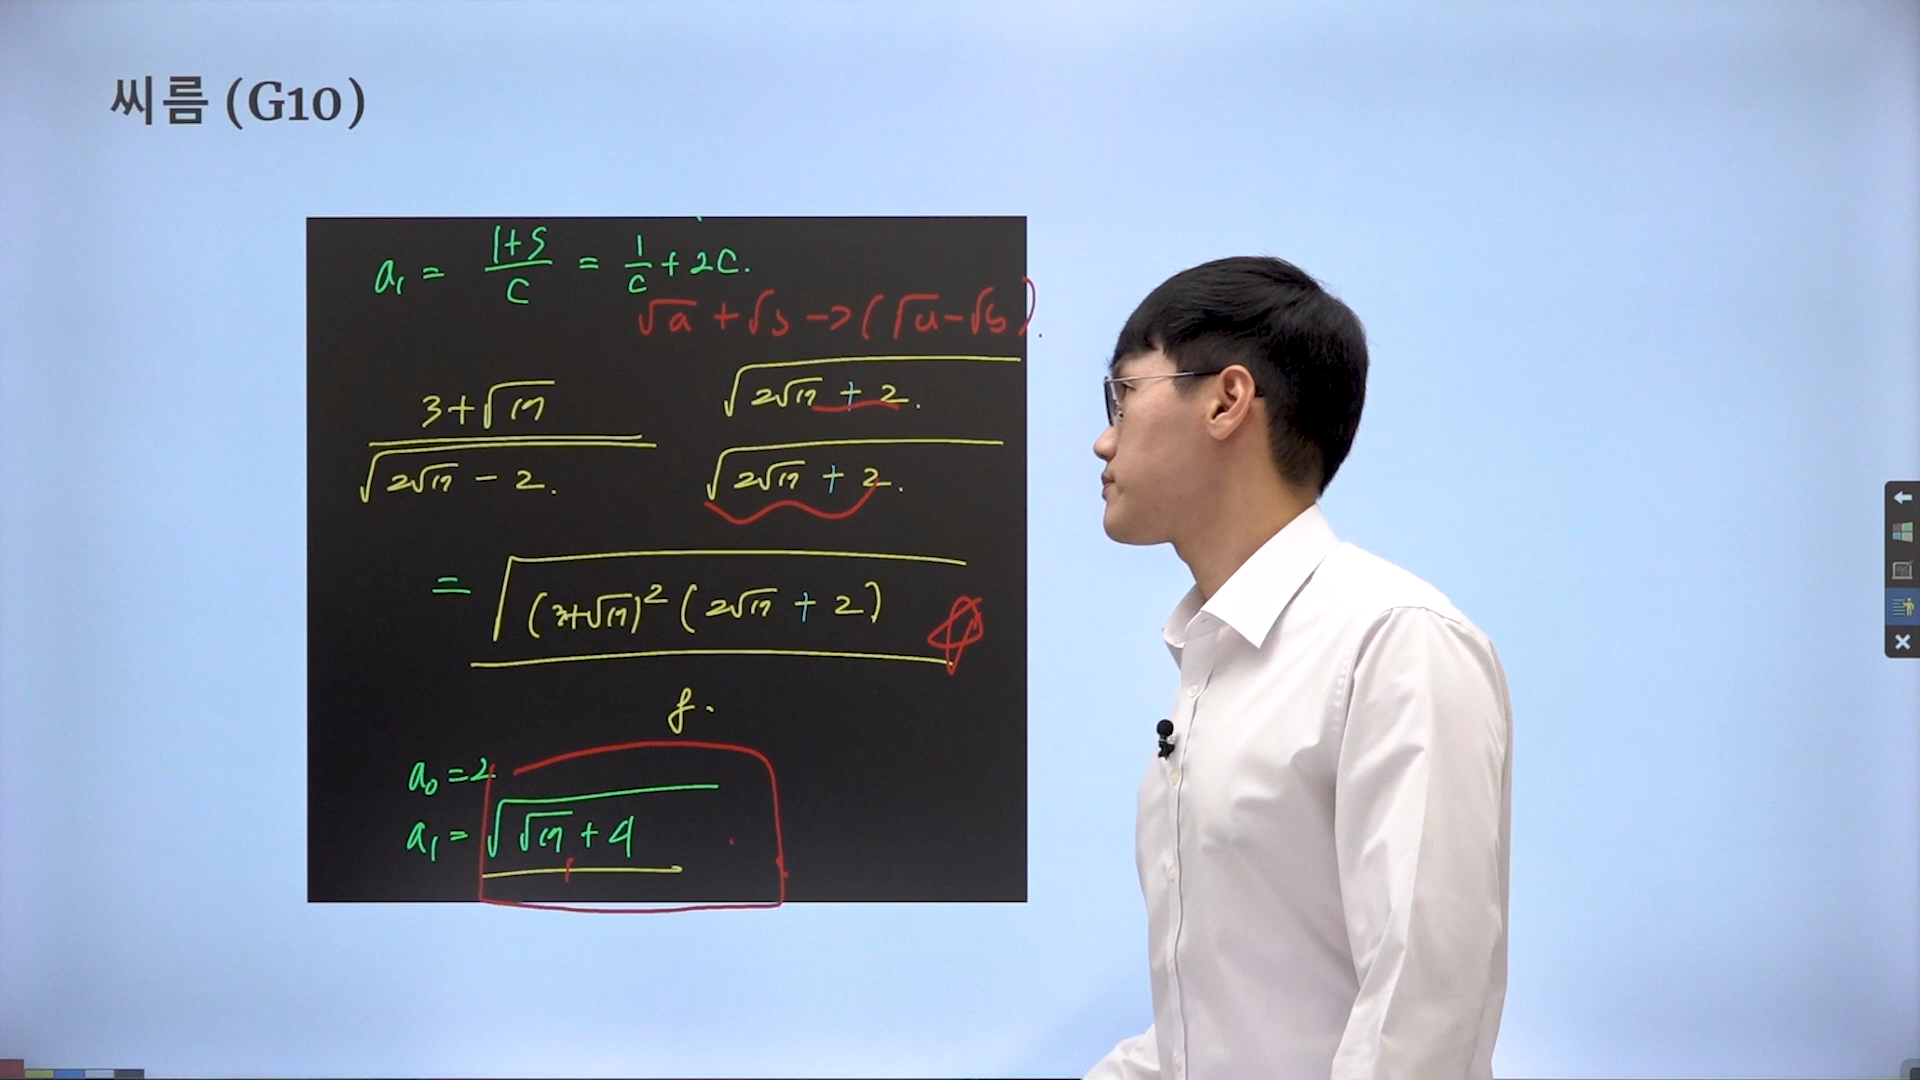 씨름 (G10)
a₁ = (1+S)/C = 1/C + 2C.
√a + √b → (√a − √b).
(3+√17)/√(2√17 − 2). √(2√17 + 2)./√(2√17 + 2).
= √((3+√17)² (2√17 + 2))/8.
a₀ = 2.
a₁ = √(√17 + 4)